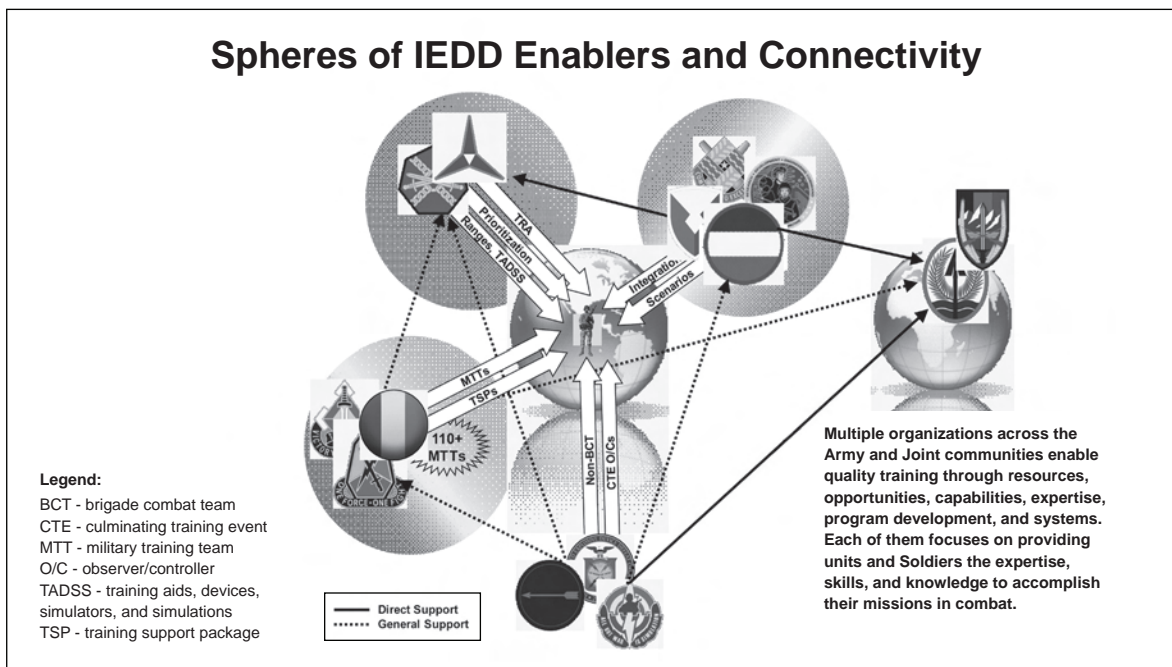 Spheres of IEDD Enablers and Connectivity
TRA
Prioritization
Ranges, TADSS
Integration
Scenarios
MTTs
TSPs
110+
MTTs
Non-BCT
CTE O/Cs
Legend:
BCT - brigade combat team
CTE - culminating training event
MTT - military training team
O/C - observer/controller
TADSS - training aids, devices,
simulators, and simulations
TSP - training support package
Direct Support
General Support
Multiple organizations across the
Army and Joint communities enable
quality training through resources,
opportunities, capabilities, expertise,
program development, and systems.
Each of them focuses on providing
units and Soldiers the expertise,
skills, and knowledge to accomplish
their missions in combat.